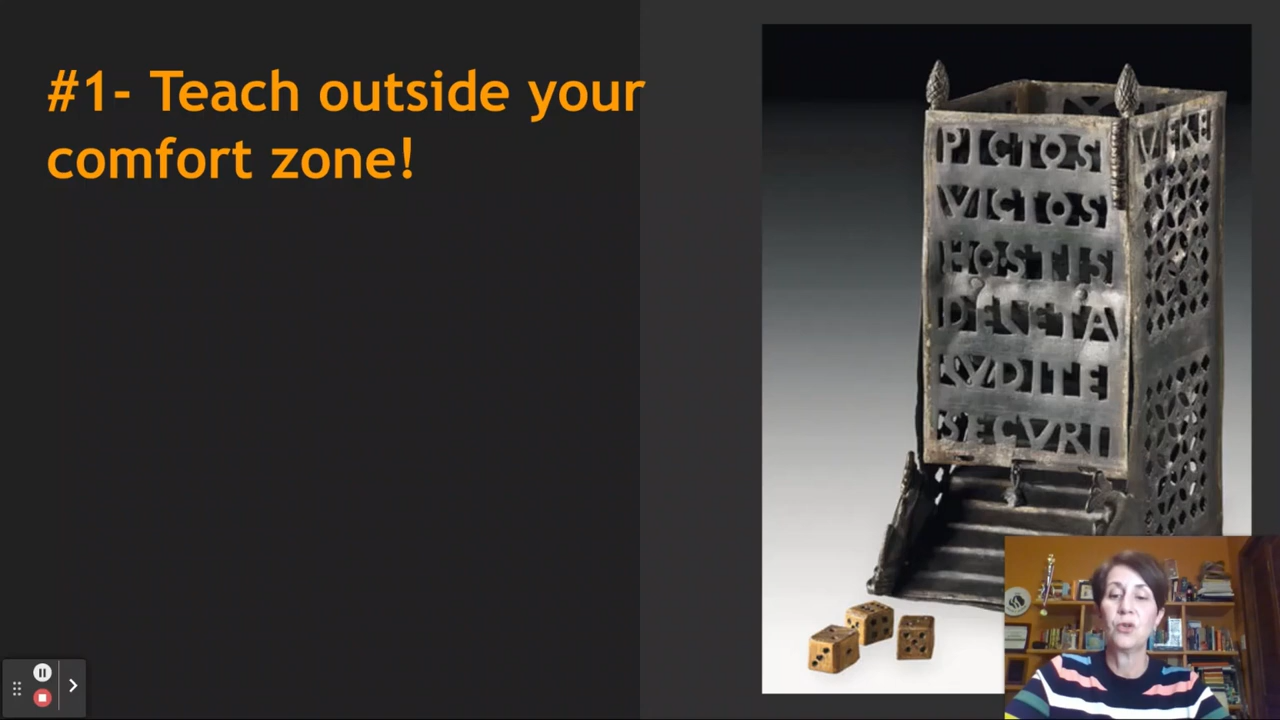 #1- Teach outside your
comfort zone!
PICTOS
VICTOS
HOSTIS
DELETA
LVDITE
SECVRI